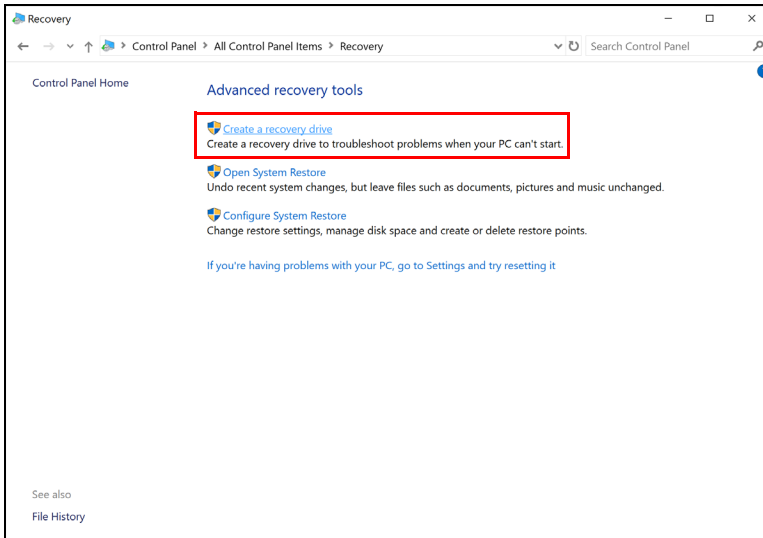 Recovery
Control Panel > All Control Panel Items > Recovery
Search Control Panel
Control Panel Home
Advanced recovery tools
Create a recovery drive
Create a recovery drive to troubleshoot problems when your PC can't start.
Open System Restore
Undo recent system changes, but leave files such as documents, pictures and music unchanged.
Configure System Restore
Change restore settings, manage disk space and create or delete restore points.
If you're having problems with your PC, go to Settings and try resetting it
See also
File History